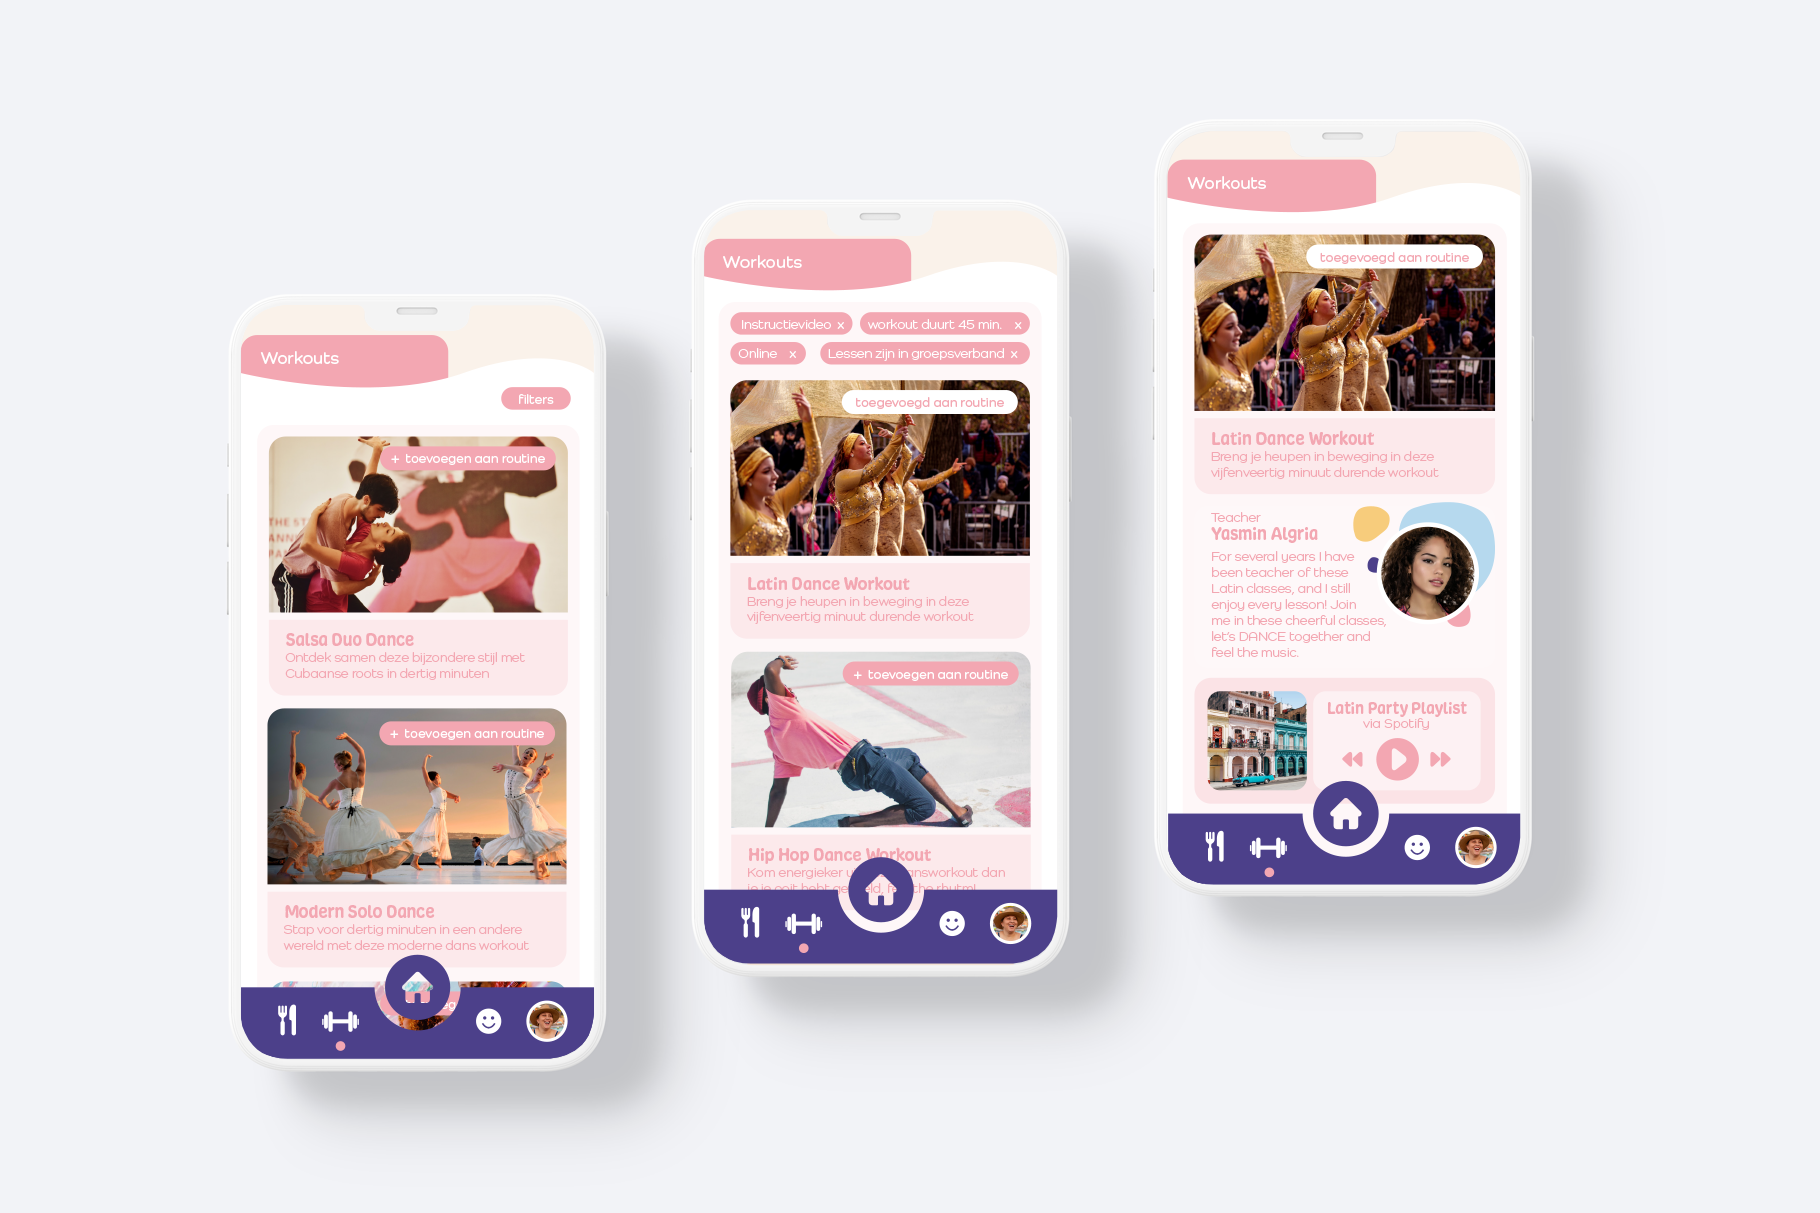 Workouts
filters
+ toevoegen aan routine
THE ST
ANN
PA
Salsa Duo Dance
Ontdek samen deze bijzondere stijl met
Cubaanse roots in dertig minuten
+ toevoegen aan routine
Modern Solo Dance
Stap voor dertig minuten in een andere
wereld met deze moderne dans workout
Workouts
Instructievideo x
workout duurt 45 min. x
Online x
Lessen zijn in groepsverband x
toegevoegd aan routine
Latin Dance Workout
Breng je heupen in beweging in deze
vijfenveertig minuut durende workout
+ toevoegen aan routine
Hip Hop Dance Workout
Kom energieker answorkout dan
je je ooit hebt the rhytm!
Workouts
toegevoegd aan routine
Latin Dance Workout
Breng je heupen in beweging in deze
vijfenveertig minuut durende workout
Teacher
Yasmin Algria
For several years I have
been teacher of these
Latin classes, and I still
enjoy every lesson! Join
me in these cheerful classes,
let's DANCE together and
feel the music.
Latin Party Playlist
via Spotify